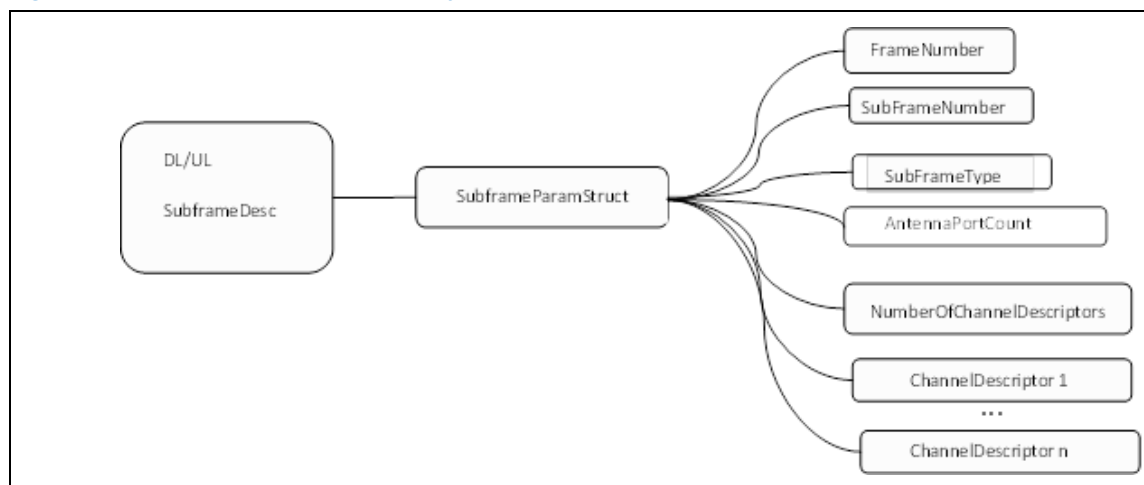 DL/UL
SubframeDesc
SubframeParamStruct
FrameNumber
SubFrameNumber
SubFrameType
AntennaPortCount
NumberOfChannelDescriptors
ChannelDescriptor 1
...
ChannelDescriptor n